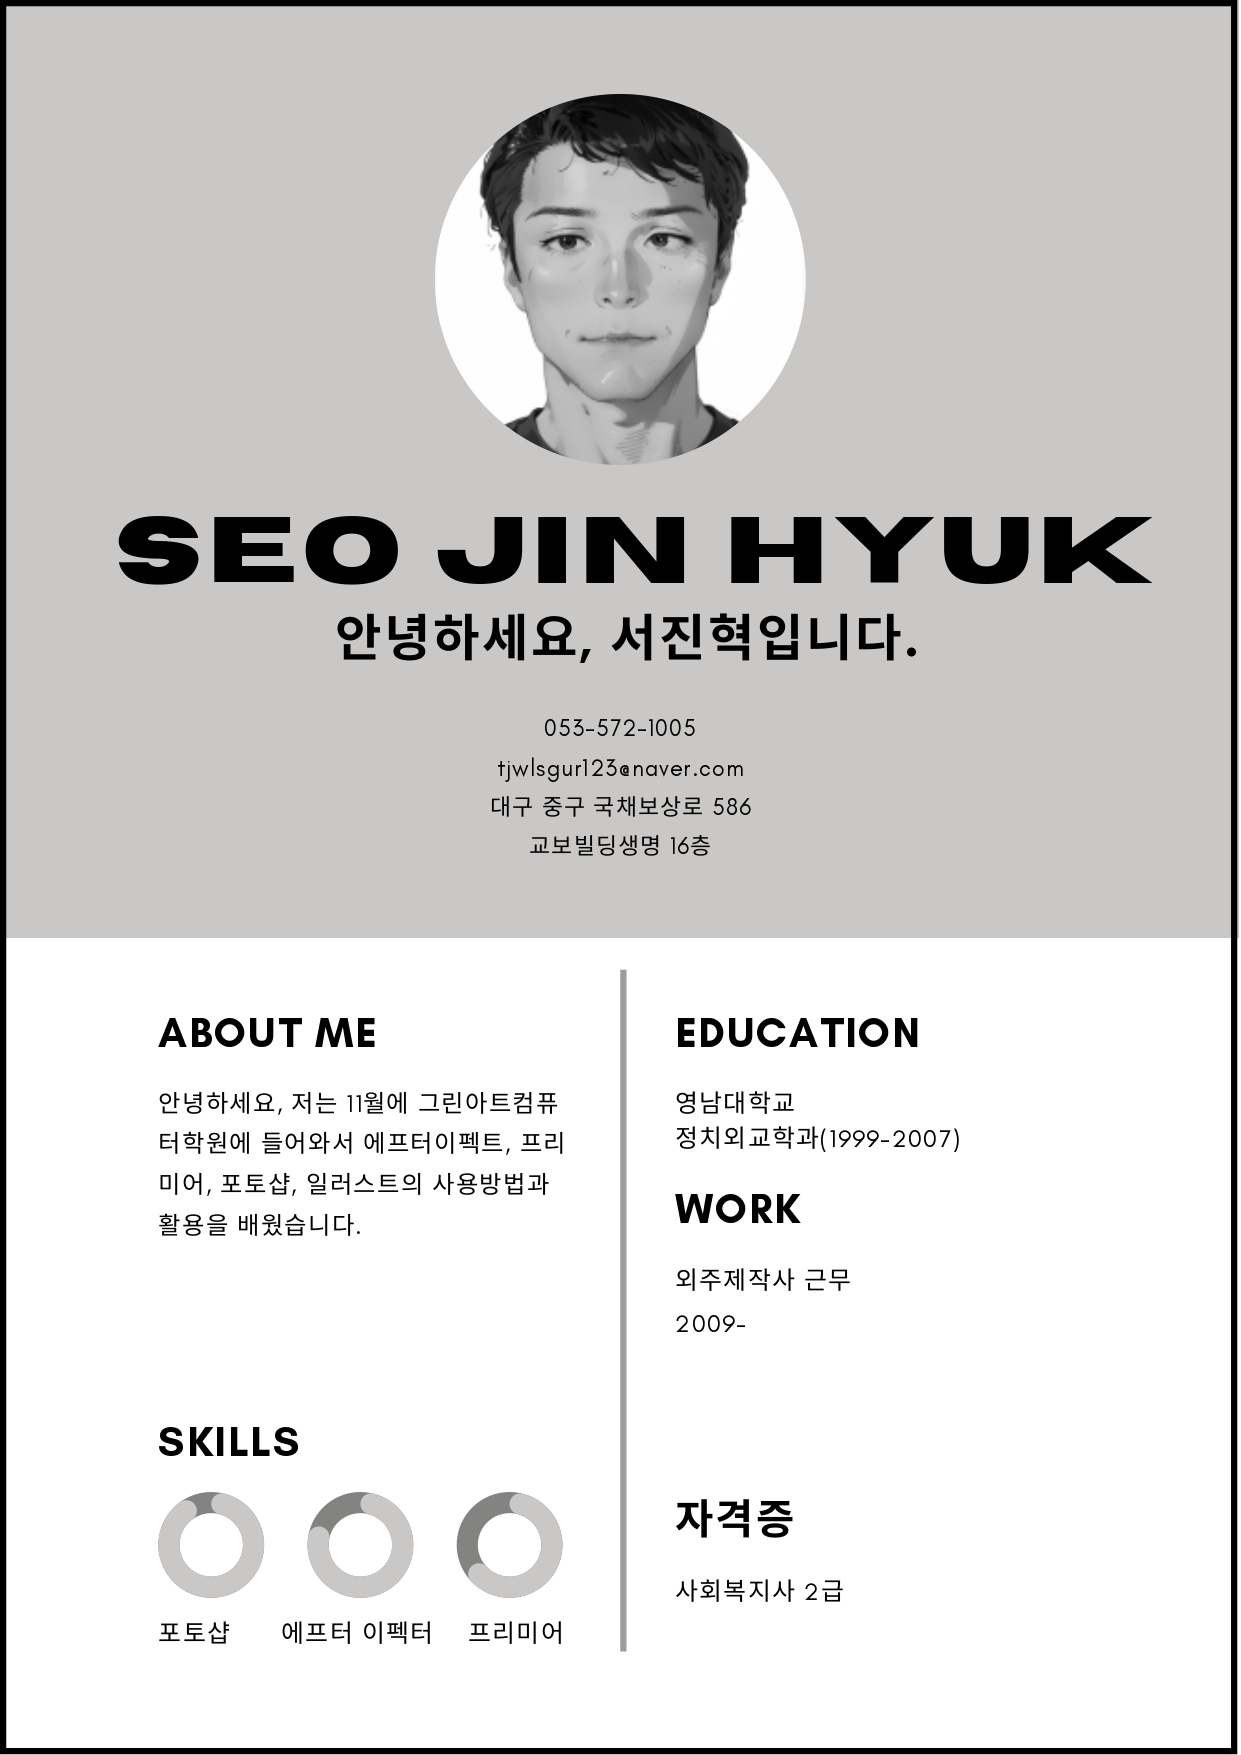 SEO JIN HYUK
안녕하세요, 서진혁입니다.
053-572-1005
tjwlsgur123@naver.com
대구 중구 국채보상로 586
교보빌딩생명 16층
ABOUT ME
안녕하세요, 저는 11월에 그린아트컴퓨
터학원에 들어와서 에프터이펙트, 프리
미어, 포토샵, 일러스트의 사용방법과
활용을 배웠습니다.
SKILLS
포토샵 에프터 이펙터 프리미어
EDUCATION
영남대학교
정치외교학과(1999-2007)
WORK
외주제작사 근무
2009-
자격증
사회복지사 2급